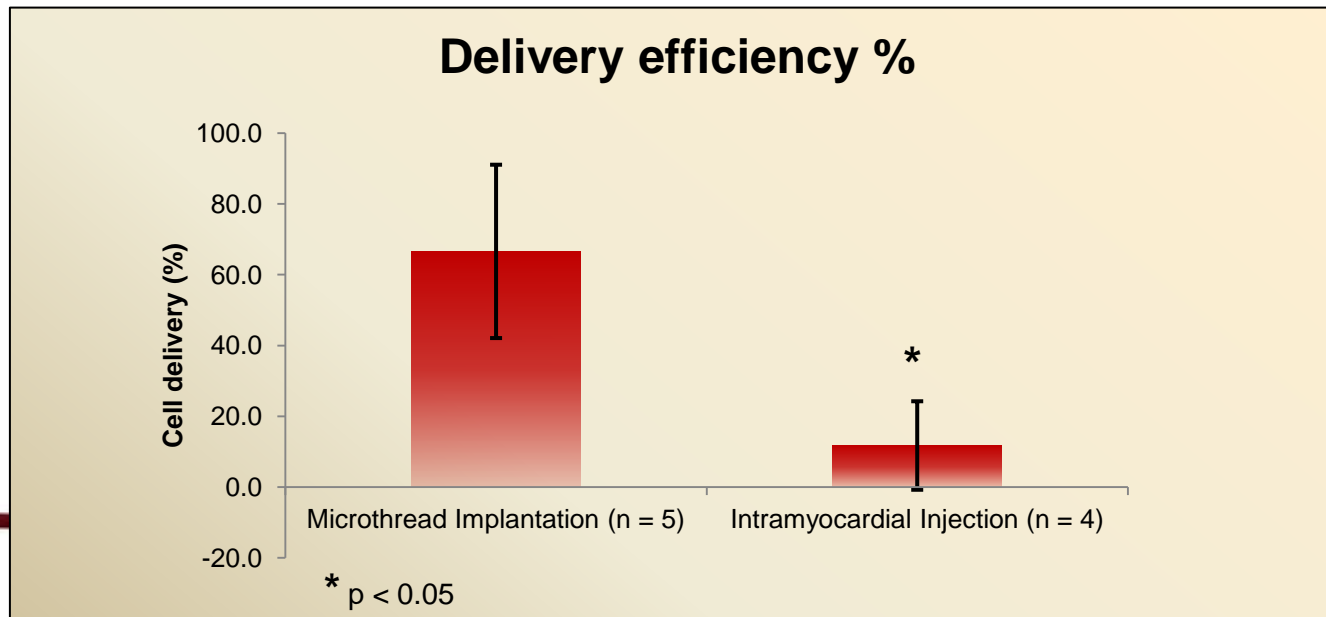 Delivery efficiency %
100.0
80.0
60.0
40.0
20.0
0.0
-20.0
Cell delivery (%)
*
Microthread Implantation (n = 5)
Intramyocardial Injection (n = 4)
* p < 0.05